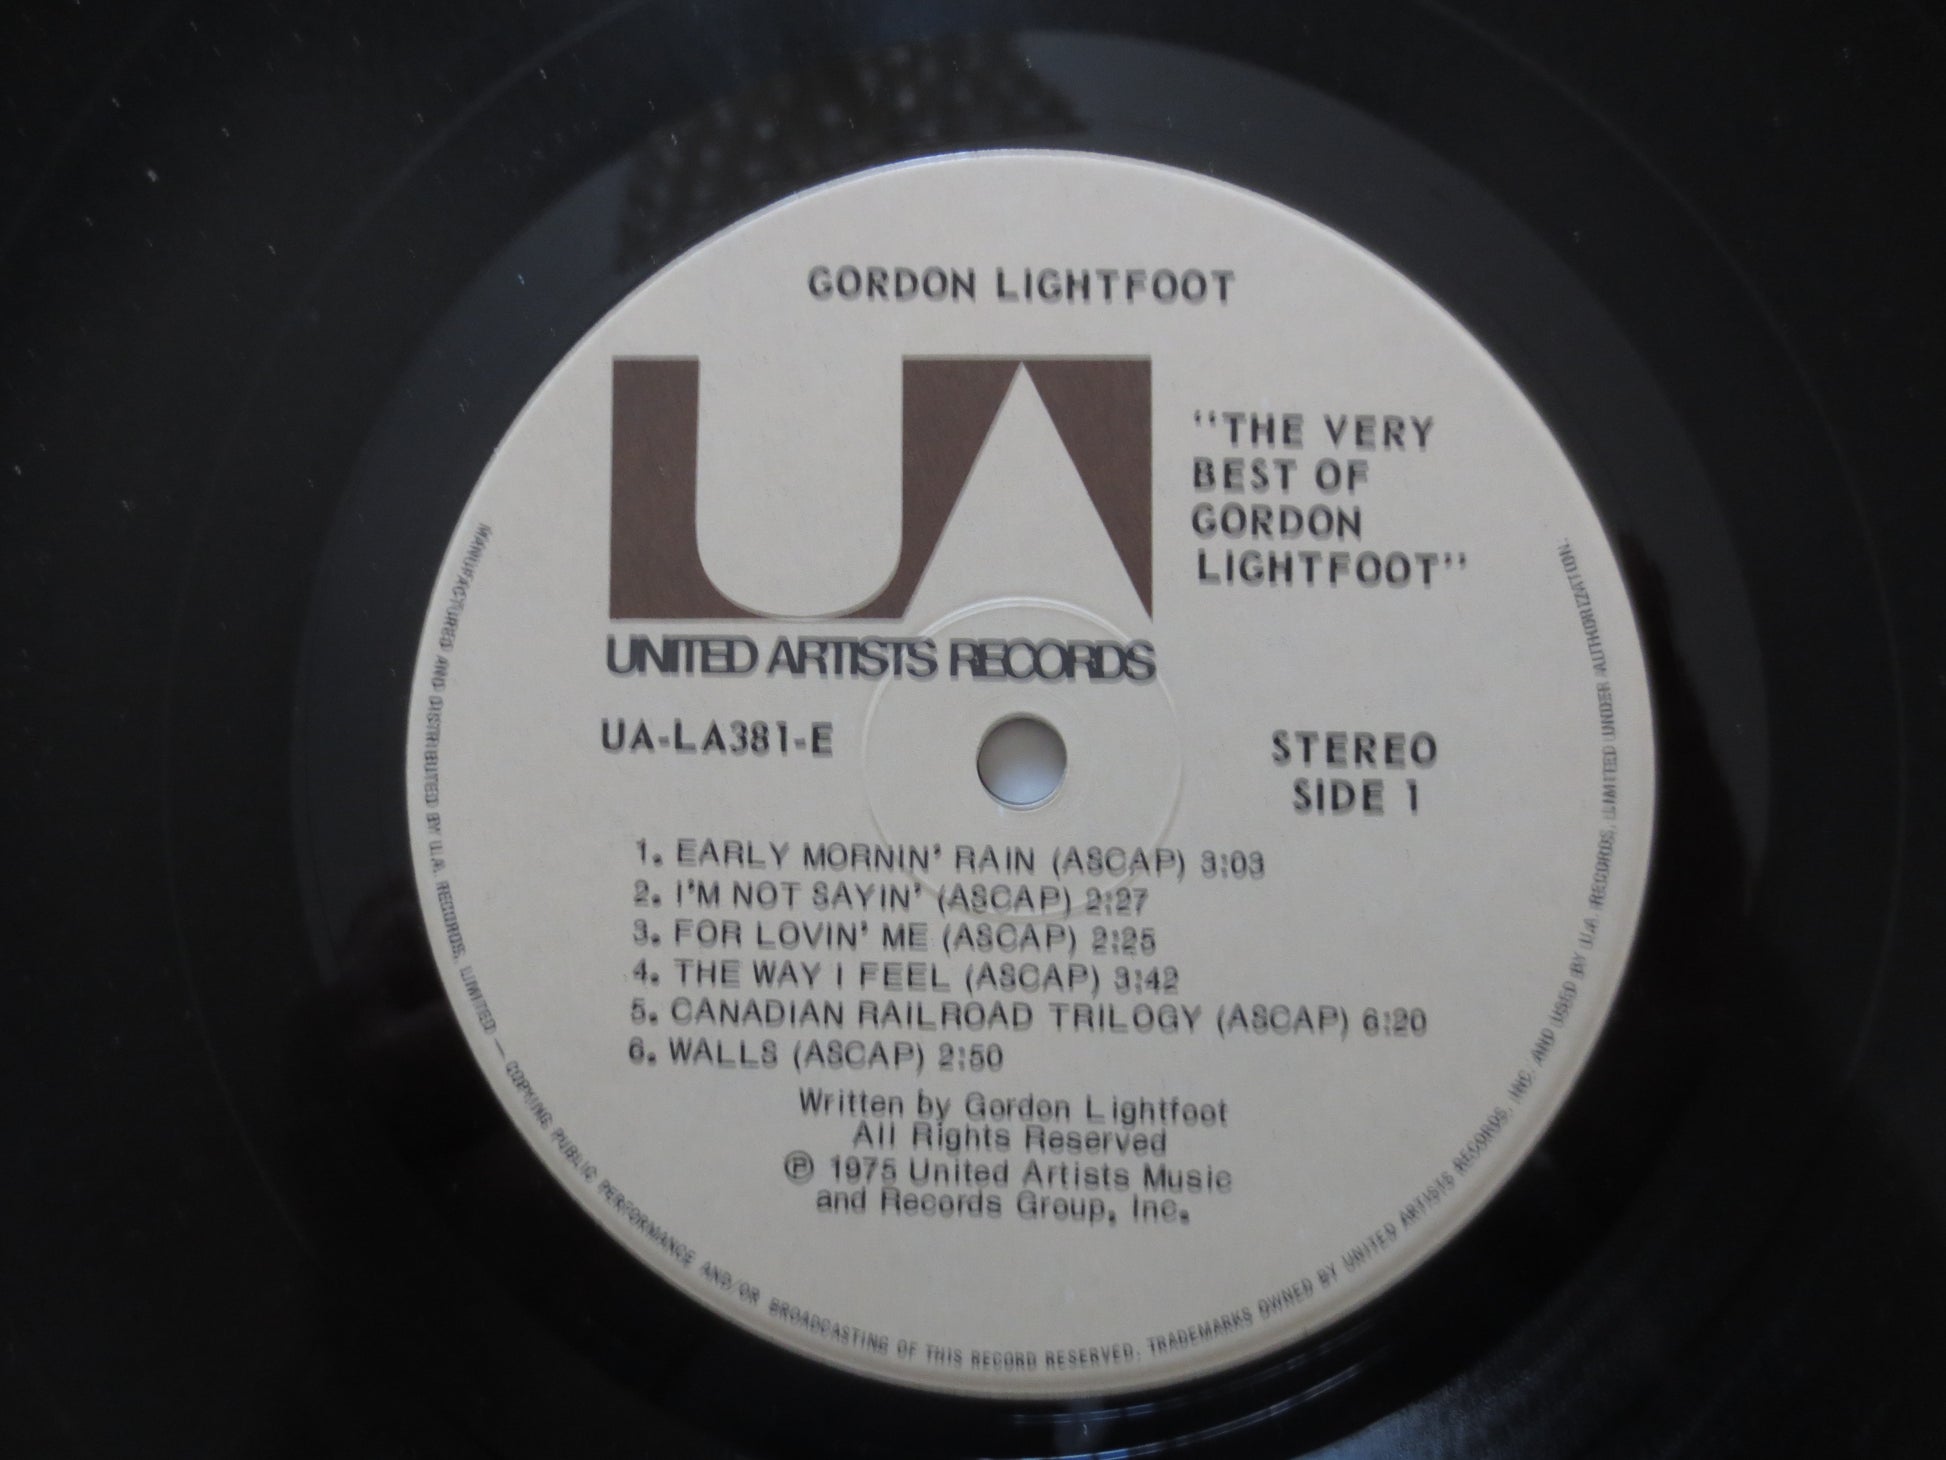 GORDON LIGHTFOOT
UA
UNITED ARTISTS RECORDS
"THE VERY
BEST OF
GORDON
LIGHTFOOT"
UA-LA381-E
STEREO
SIDE 1
1. EARLY MORNIN' RAIN (ASCAP) 3:03
2. I'M NOT SAYIN' (ASCAP) 2:27
3. FOR LOVIN' ME (ASCAP) 2:25
4. THE WAY I FEEL (ASCAP) 3:42
5. CANADIAN RAILROAD TRILOGY (ASCAP) 6:20
6. WALLS (ASCAP) 2:50
Written by Gordon Lightfoot
All Rights Reserved
℗ 1975 United Artists Music
and Records Group, Inc.
MANUFACTURED AND DISTRIBUTED BY U.A. RECORDS, LIMITED — COPYING PUBLIC PERFORMANCE AND/OR BROADCASTING OF THIS RECORD RESERVED. TRADEMARKS OWNED BY UNITED ARTISTS RECORDS, INC. AND USED BY U.A. RECORDS, LIMITED UNDER AUTHORIZATION.